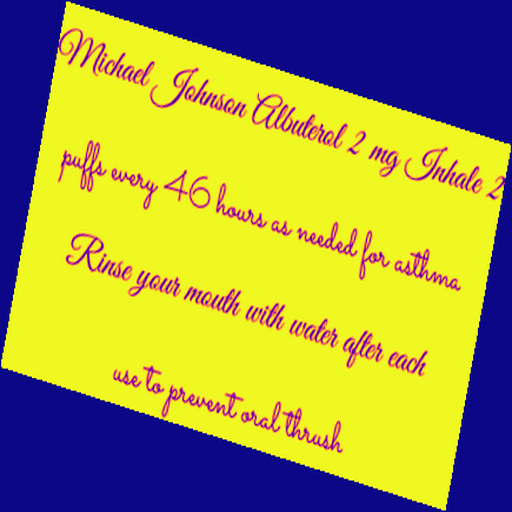 Michael Johnson Albuterol 2 mg Inhale 2
puffs every 46 hours as needed for asthma
Rinse your mouth with water after each
use to prevent oral thrush